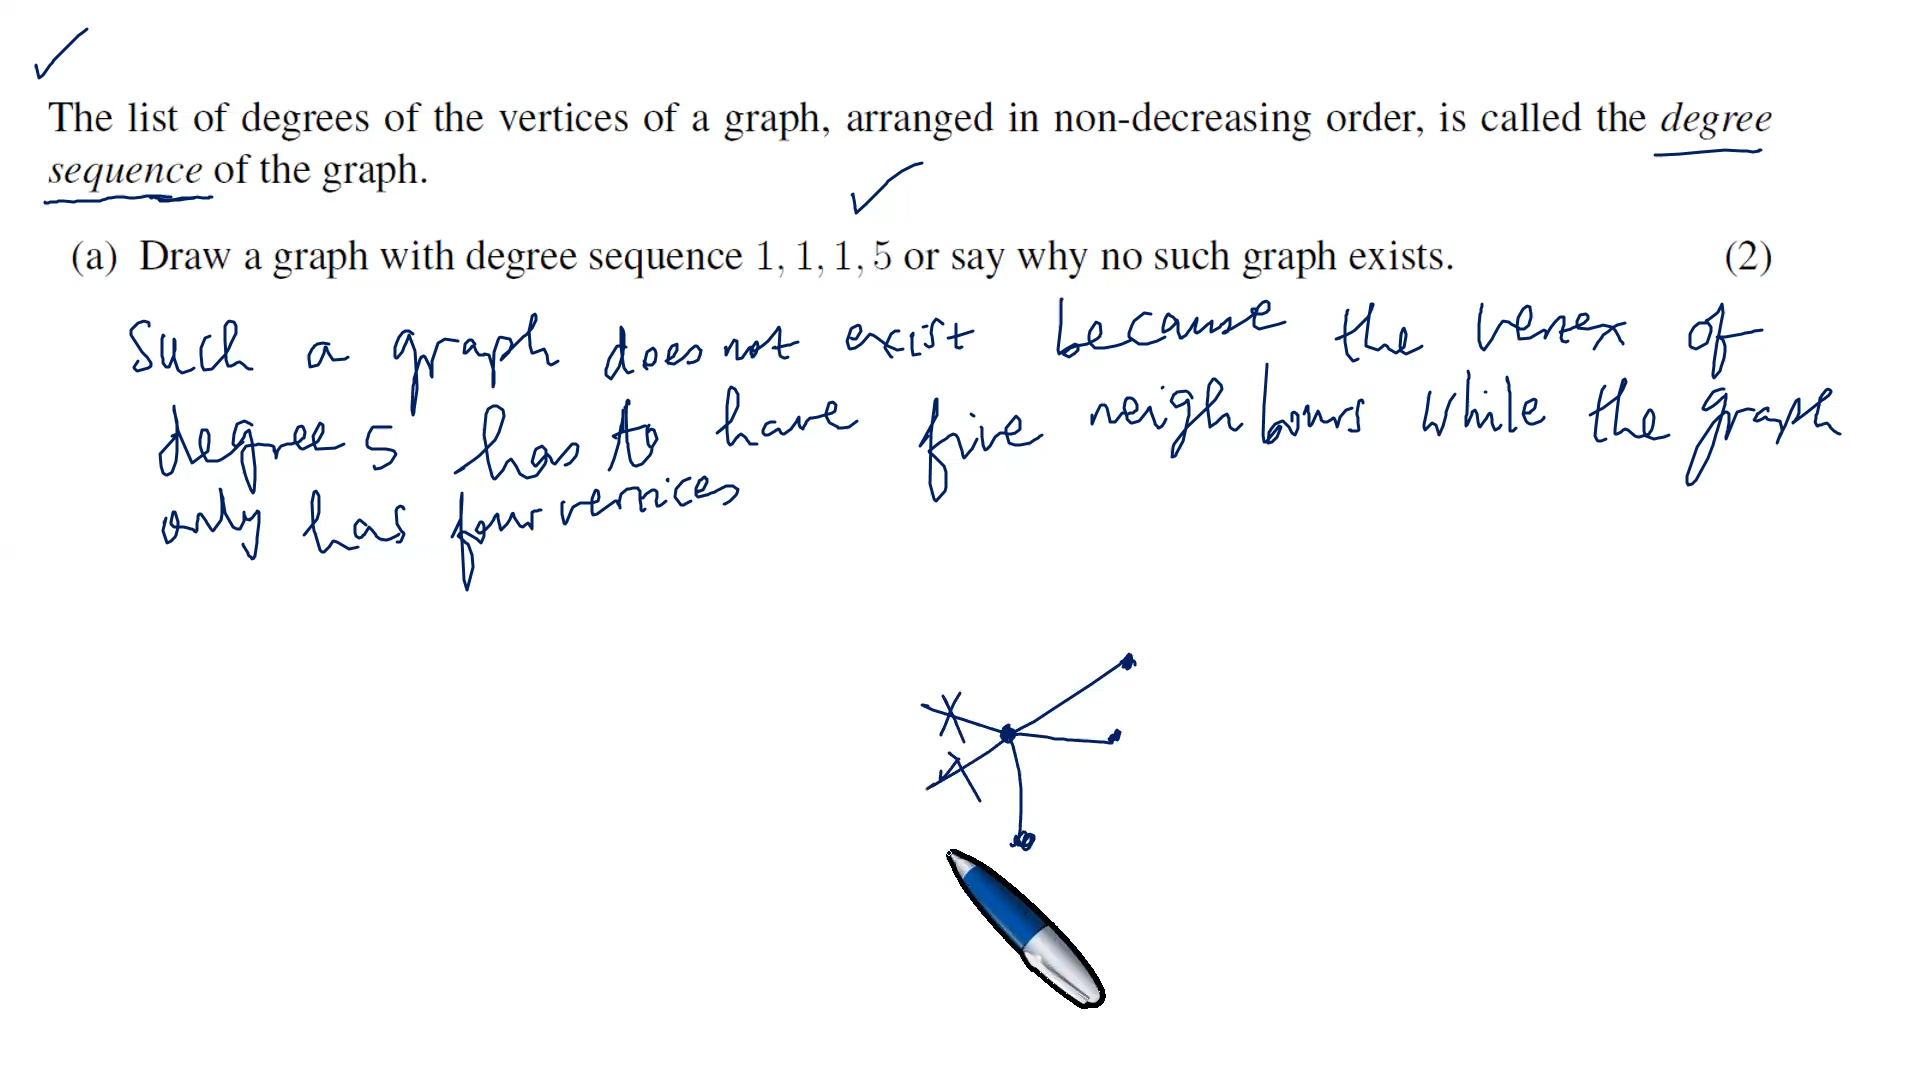 The list of degrees of the vertices of a graph, arranged in non-decreasing order, is called the degree
sequence of the graph.
(a) Draw a graph with degree sequence 1, 1, 1, 5 or say why no such graph exists. (2)
Such a graph does not exist because the vertex of
degree 5 has to have five neighbours while the graph
only has four vertices